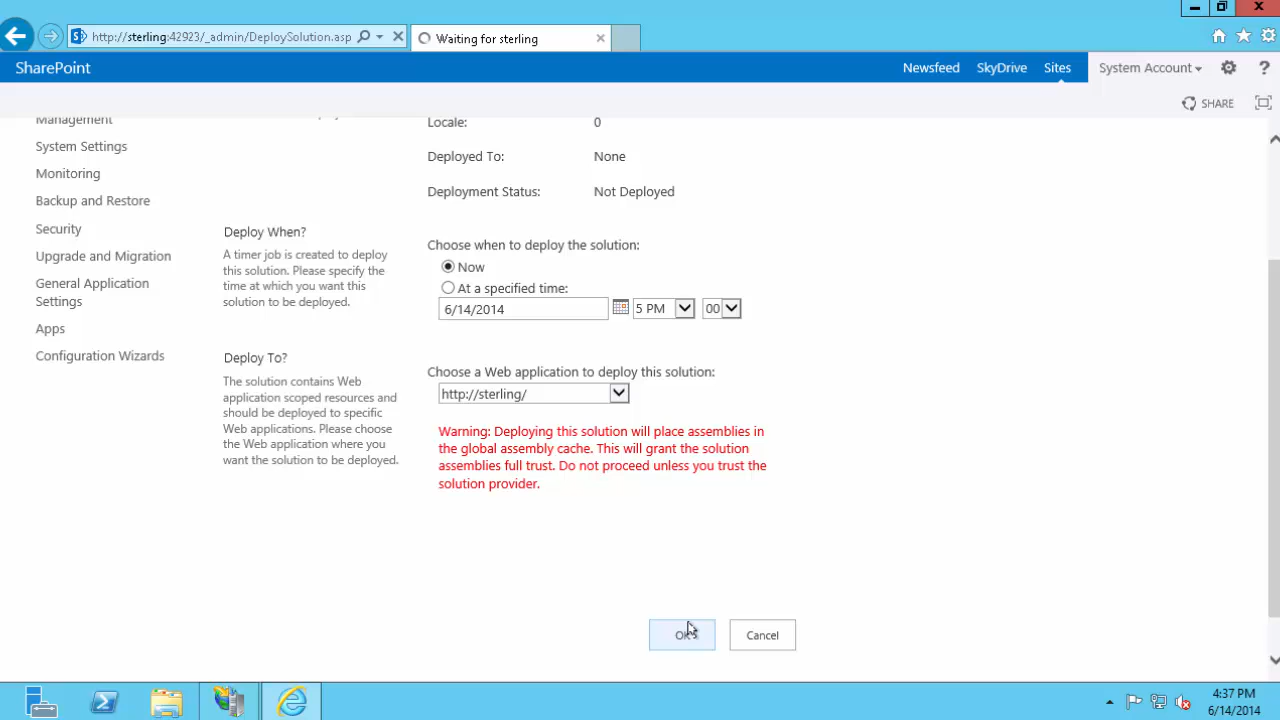 http://sterling:42923/_admin/DeploySolution.asp
Waiting for sterling
SharePoint
Newsfeed
SkyDrive
Sites
System Account
?
SHARE
Management
System Settings
Monitoring
Backup and Restore
Security
Upgrade and Migration
General Application
Settings
Apps
Configuration Wizards
Locale:
0
Deployed To:
None
Deployment Status:
Not Deployed
Deploy When?
A timer job is created to deploy
this solution. Please specify the
time at which you want this
solution to be deployed.
Choose when to deploy the solution:
Now
At a specified time:
6/14/2014
5 PM
00
Deploy To?
The solution contains Web
application scoped resources and
should be deployed to specific
Web applications. Please choose
the Web application where you
want the solution to be deployed.
Choose a Web application to deploy this solution:
http://sterling/
Warning: Deploying this solution will place assemblies in
the global assembly cache. This will grant the solution
assemblies full trust. Do not proceed unless you trust the
solution provider.
OK
Cancel
4:37 PM
6/14/2014